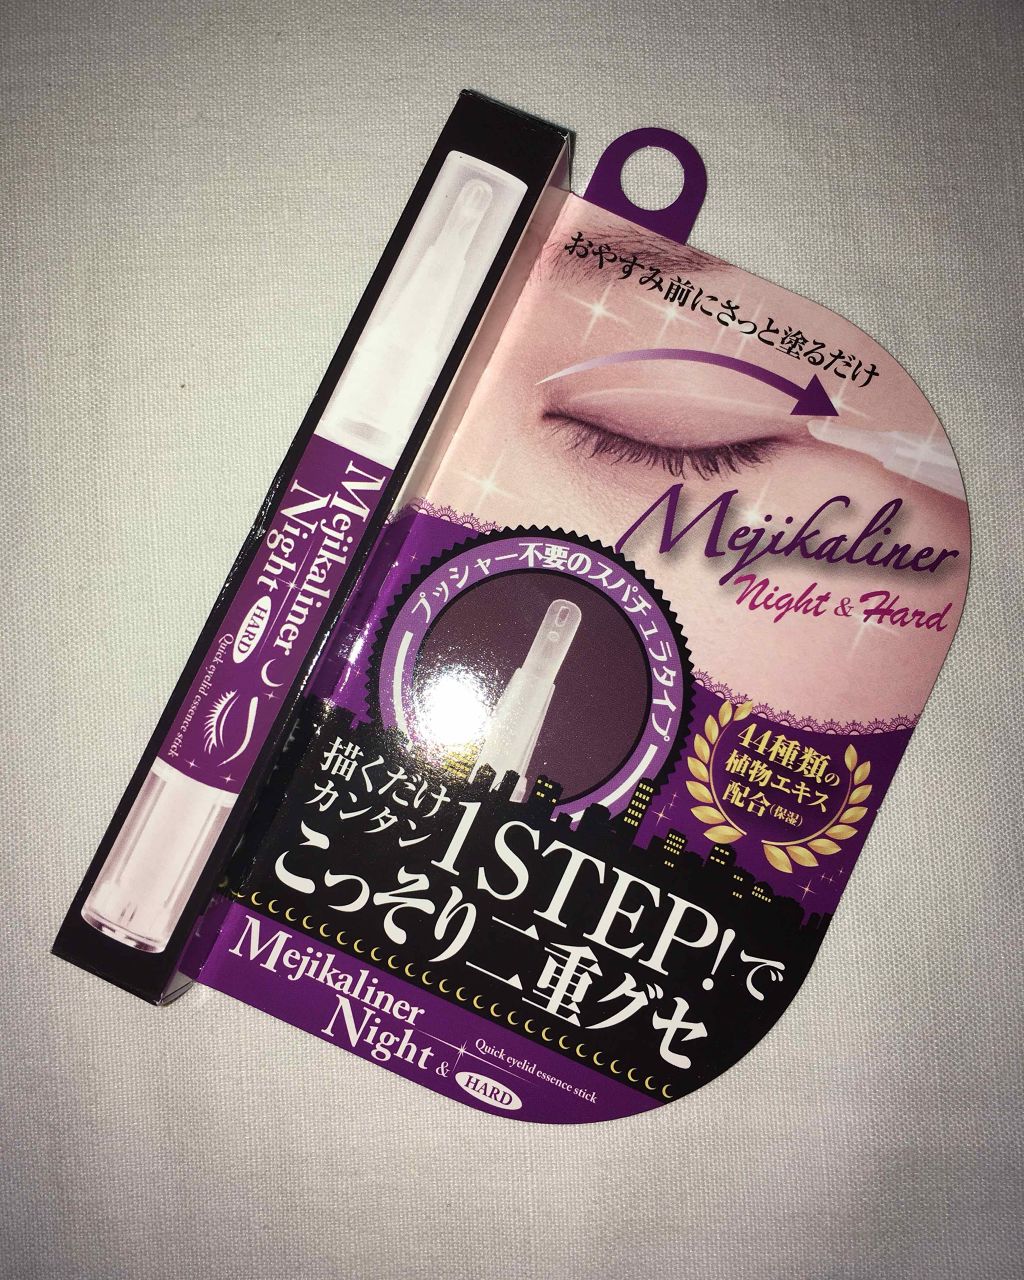 Mejikaliner
Night
HARD
Quick eyelid essence stick
おやすみ前にさっと塗るだけ
Mejikaliner
Night & Hard
プッシャー不要のスパチュラタイプ
44種類の
植物エキス
配合(保湿)
描くだけ
カンタン
1STEP!で
こっそり二重グセ
Mejikaliner
Night & HARD
Quick eyelid essence stick